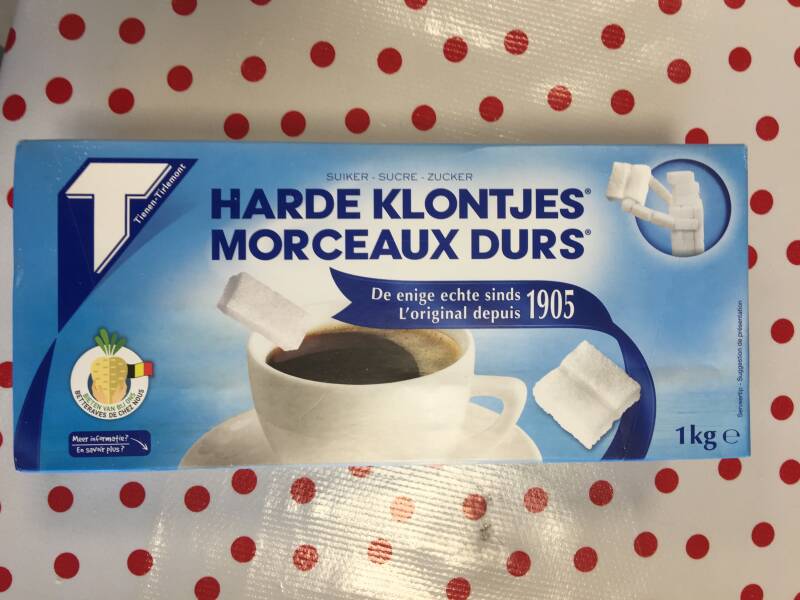 T
Tienen-Tirlemont
SUIKER - SUCRE - ZUCKER
HARDE KLONTJES®
MORCEAUX DURS®
De enige echte sinds
L'original depuis
1905
BIETEN VAN BIJ ONS
BETTERAVES DE CHEZ NOUS
Meer informatie?
En savoir plus?
Serveertip - Suggestion de présentation
1kg ℮